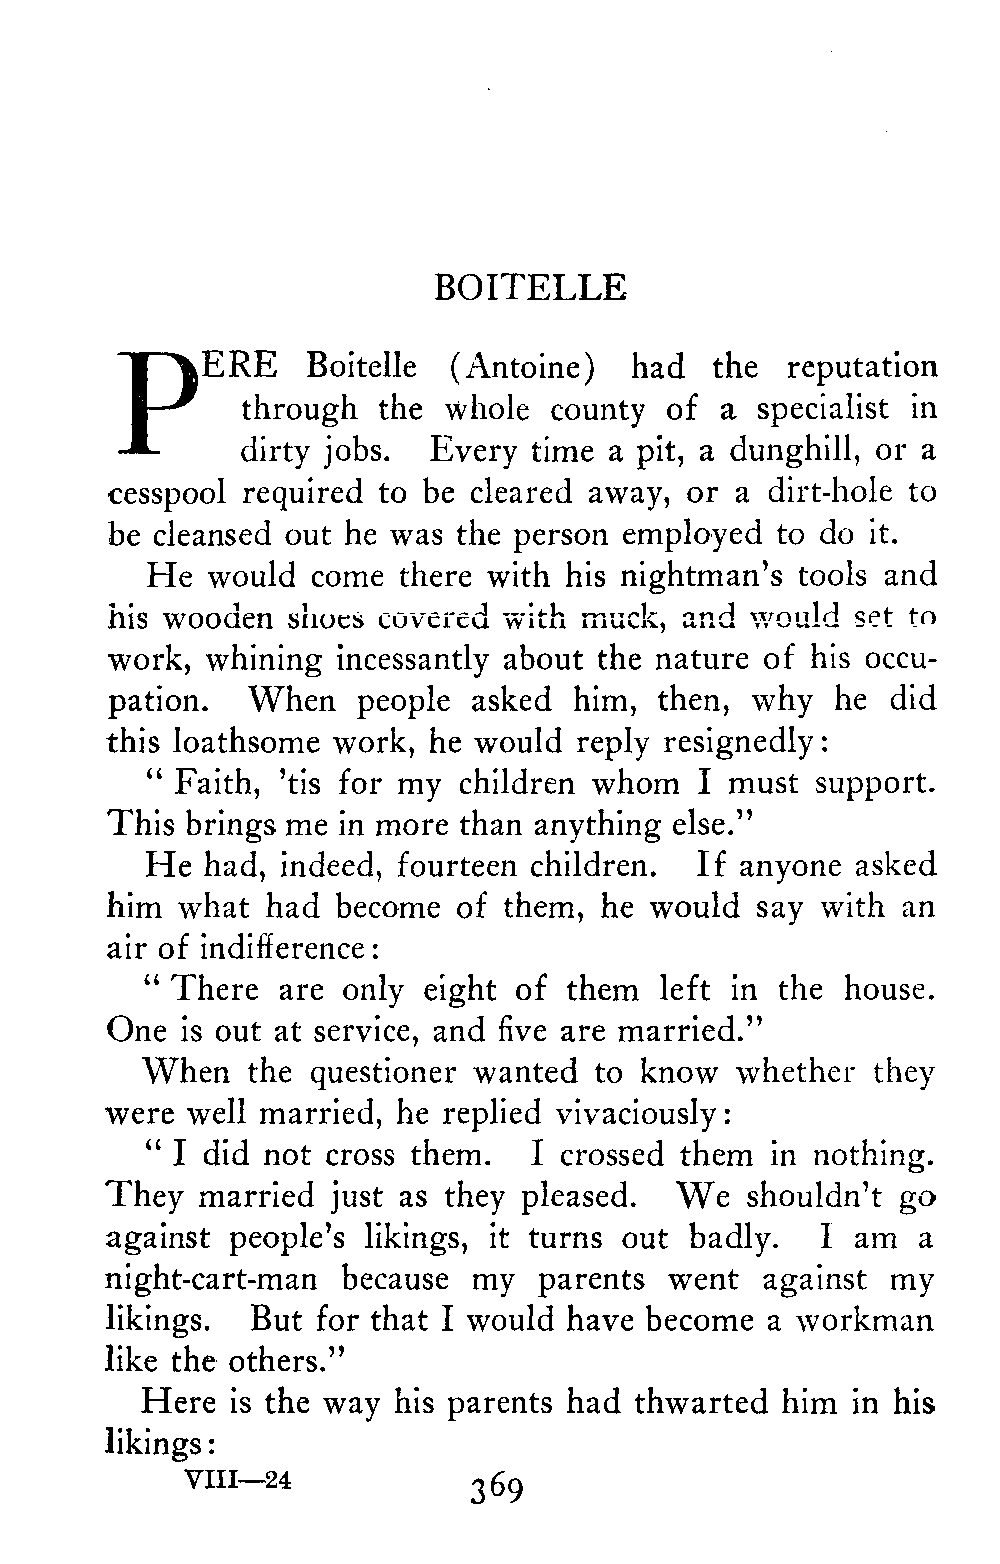 BOITELLE
PERE Boitelle (Antoine) had the reputation
through the whole county of a specialist in
dirty jobs. Every time a pit, a dunghill, or a
cesspool required to be cleared away, or a dirt-hole to
be cleansed out he was the person employed to do it.
He would come there with his nightman's tools and
his wooden shoes covered with muck, and would set to
work, whining incessantly about the nature of his occu-
pation. When people asked him, then, why he did
this loathsome work, he would reply resignedly:
" Faith, 'tis for my children whom I must support.
This brings me in more than anything else."
He had, indeed, fourteen children. If anyone asked
him what had become of them, he would say with an
air of indifference:
" There are only eight of them left in the house.
One is out at service, and five are married."
When the questioner wanted to know whether they
were well married, he replied vivaciously:
" I did not cross them. I crossed them in nothing.
They married just as they pleased. We shouldn't go
against people's likings, it turns out badly. I am a
night-cart-man because my parents went against my
likings. But for that I would have become a workman
like the others."
Here is the way his parents had thwarted him in his
likings:
VIII—24
369